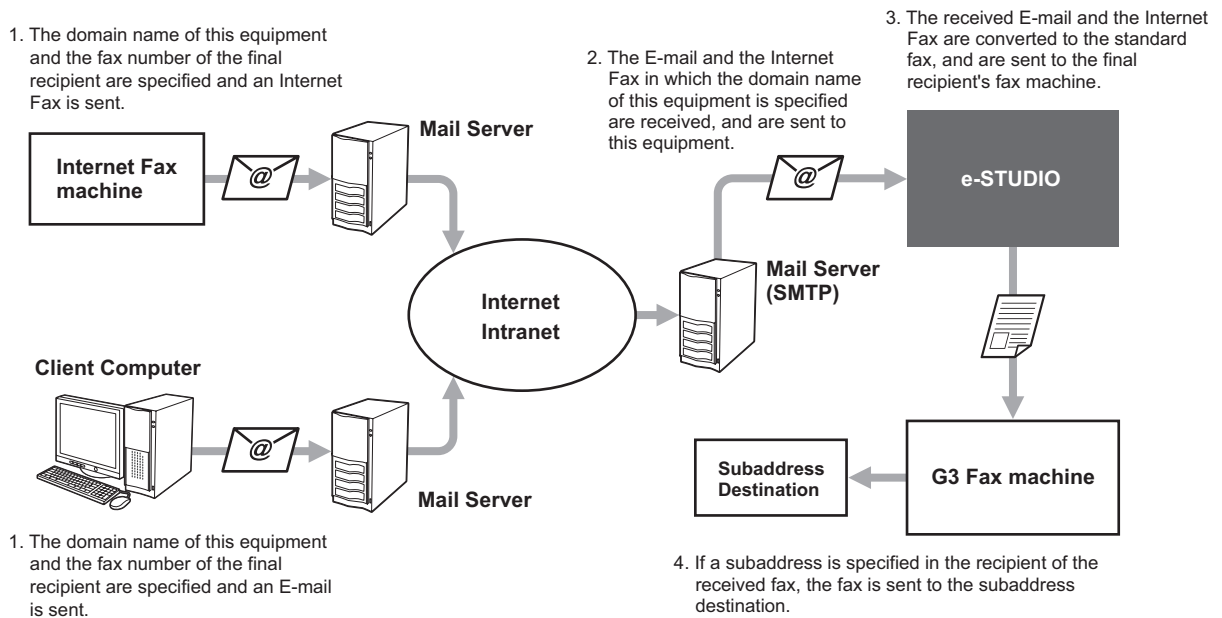 1. The domain name of this equipment
and the fax number of the final
recipient are specified and an Internet
Fax is sent.
Internet Fax
machine
@
Mail Server
2. The E-mail and the Internet
Fax in which the domain name
of this equipment is specified
are received, and are sent to
this equipment.
3. The received E-mail and the Internet
Fax are converted to the standard
fax, and are sent to the final
recipient's fax machine.
@
e-STUDIO
Mail Server
(SMTP)
Internet
Intranet
Client Computer
@
Mail Server
1. The domain name of this equipment
and the fax number of the final
recipient are specified and an E-mail
is sent.
Subaddress
Destination
G3 Fax machine
4. If a subaddress is specified in the recipient of the
received fax, the fax is sent to the subaddress
destination.